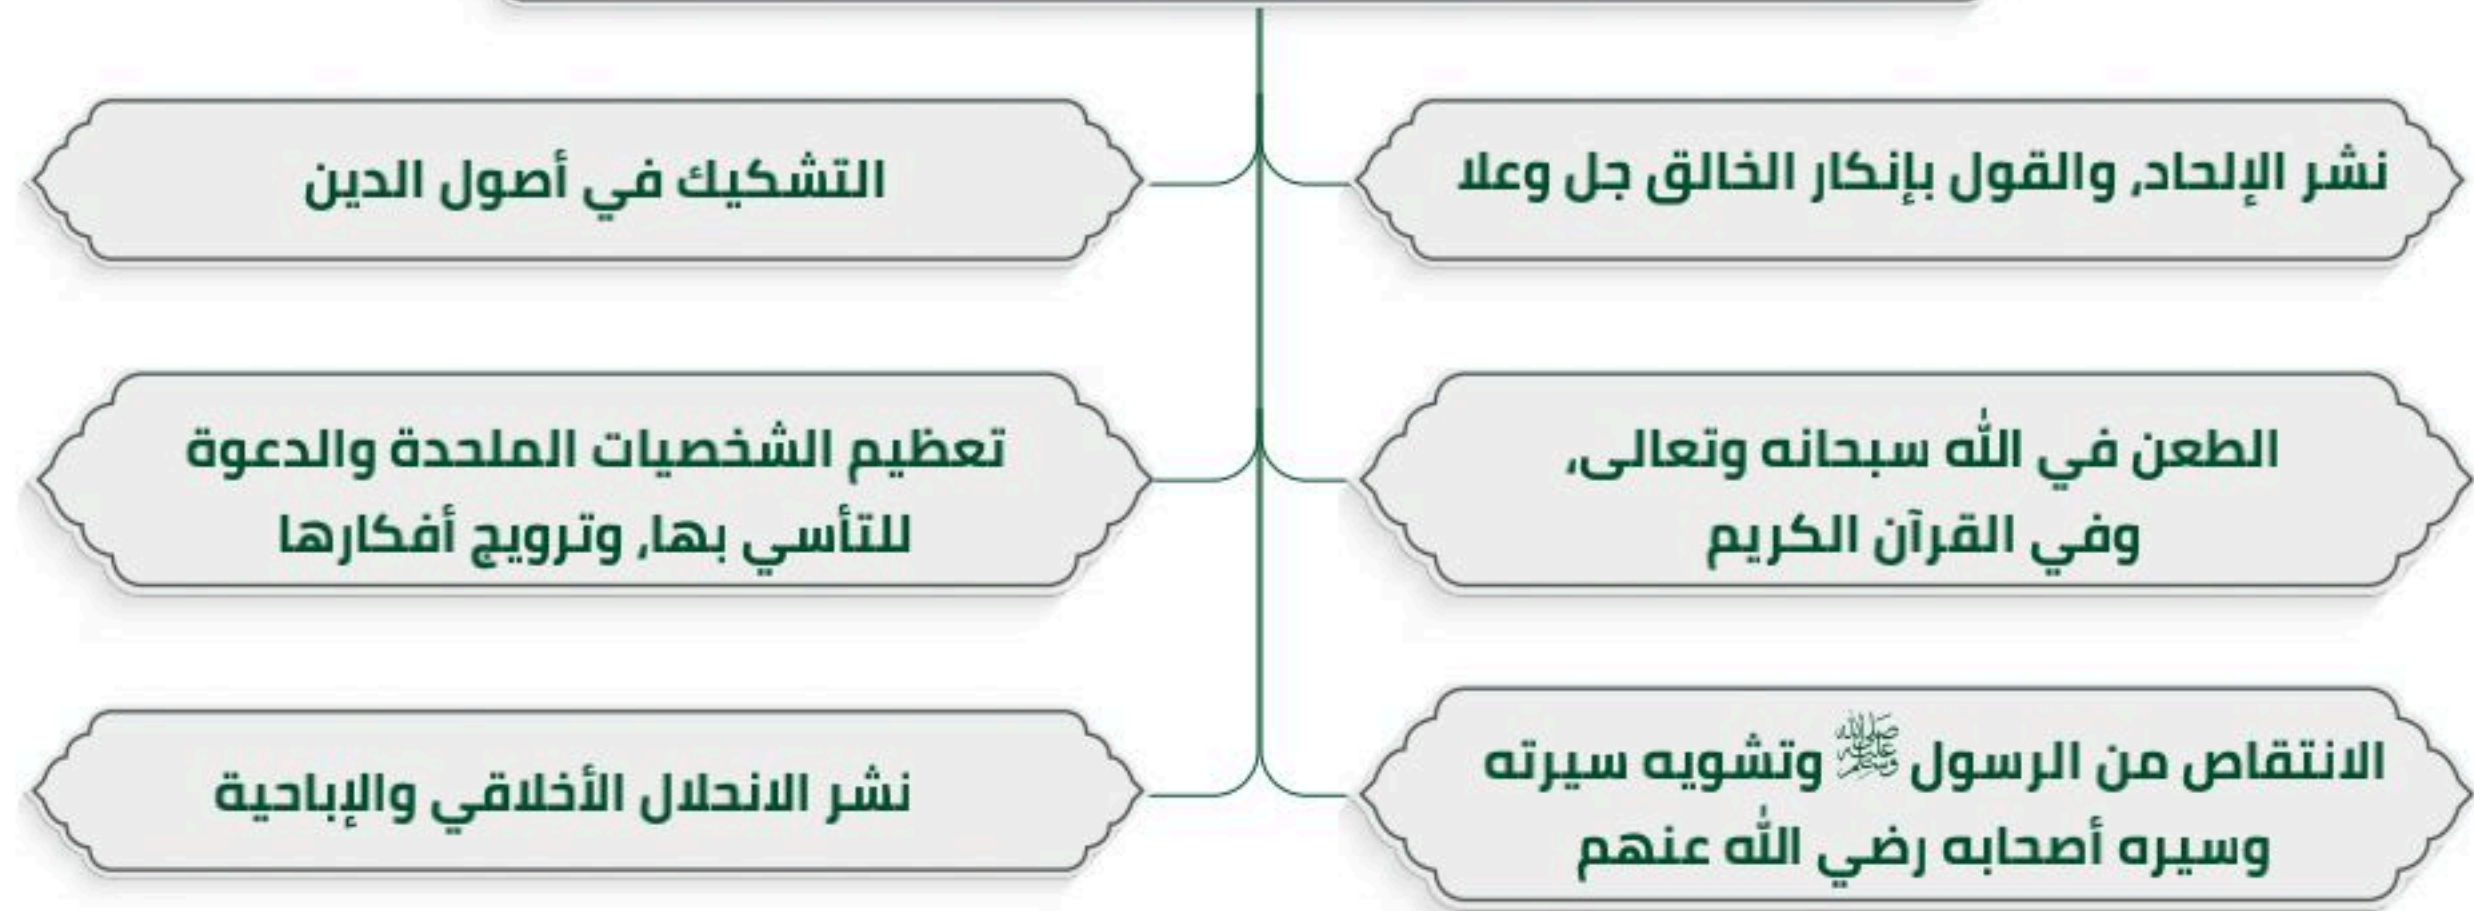 نشر الإلحاد، والقول بإنكار الخالق جل وعلا
التشكيك في أصول الدين
الطعن في الله سبحانه وتعالى،
وفي القرآن الكريم
تعظيم الشخصيات الملحدة والدعوة
للتأسي بها، وترويج أفكارها
الانتقاص من الرسول ﷺ وتشويه سيرته
وسيره أصحابه رضي الله عنهم
نشر الانحلال الأخلاقي والإباحية